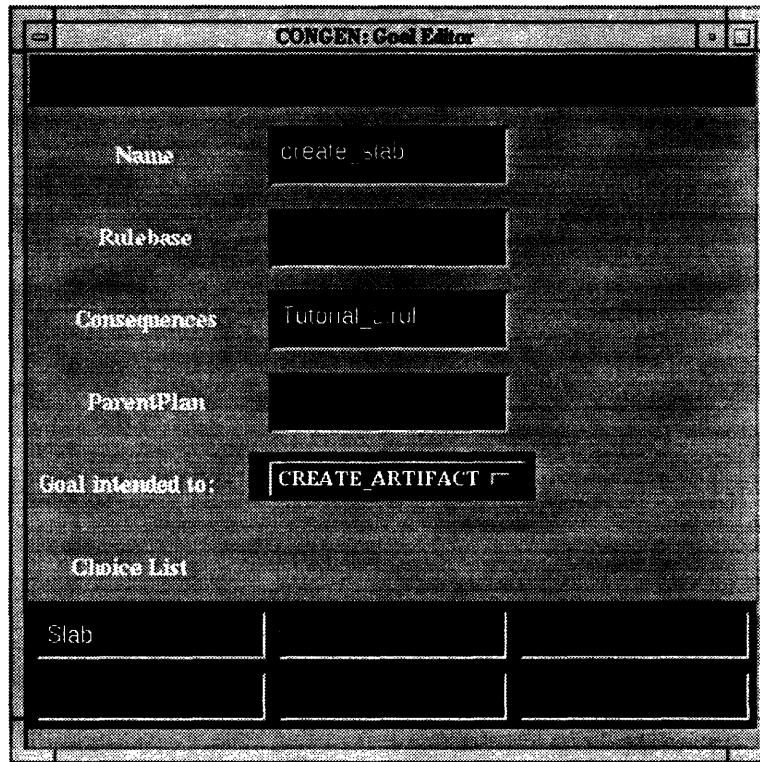 CONGEN: Goal Editor
Name create_slab
Rulebase
Consequences
ParentPlan
Goal intended to: CREATE_ARTIFACT
Choice List
Slab